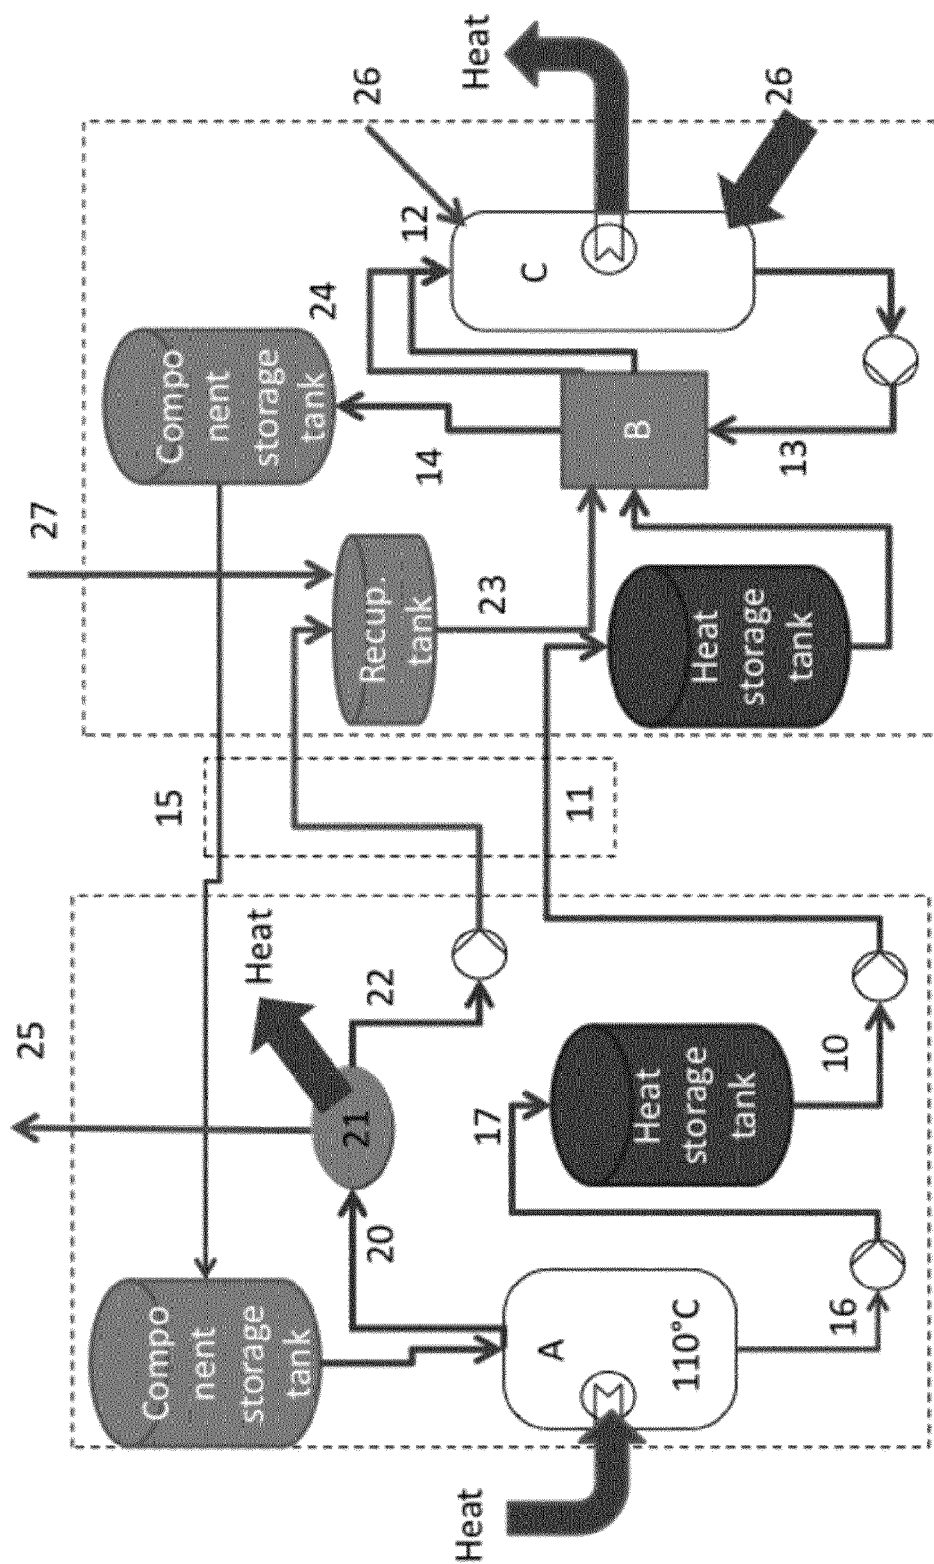 25
27
Compo
nent
storage
tank
15
Compo
nent
storage
tank
Heat
24
26
20
21
22
Recup.
tank
12
14
Heat
17
23
Heat
A
C
11
B
Heat
storage
tank
Heat
storage
tank
110°C
26
13
16
10